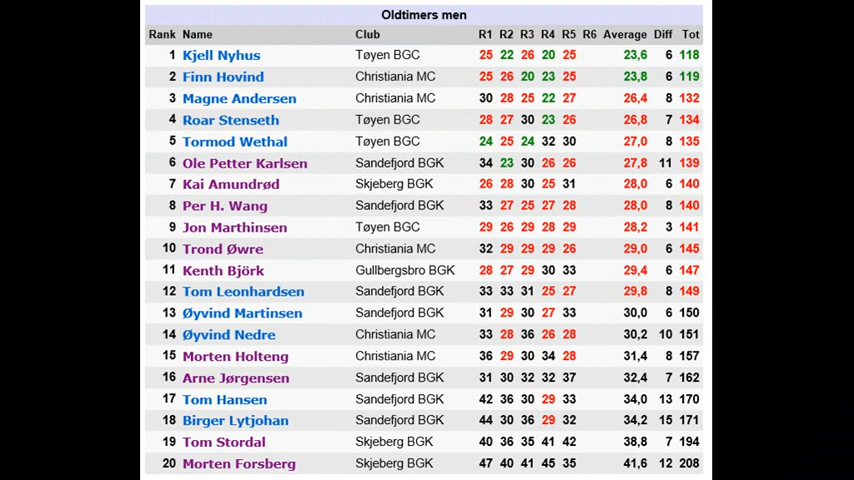 Oldtimers men
Rank Name Club R1 R2 R3 R4 R5 R6 Average Diff Tot
1 Kjell Nyhus Tøyen BGC 25 22 26 20 25 23,6 6 118
2 Finn Hovind Christiania MC 25 26 20 23 25 23,8 6 119
3 Magne Andersen Christiania MC 30 28 25 22 27 26,4 8 132
4 Roar Stenseth Tøyen BGC 28 27 30 23 26 26,8 7 134
5 Tormod Wethal Tøyen BGC 24 25 24 32 30 27,0 8 135
6 Ole Petter Karlsen Sandefjord BGK 34 23 30 26 26 27,8 11 139
7 Kai Amundrød Skjeberg BGK 26 28 30 25 31 28,0 6 140
8 Per H. Wang Sandefjord BGK 33 27 25 27 28 28,0 8 140
9 Jon Marthinsen Tøyen BGC 29 26 29 28 29 28,2 3 141
10 Trond Øwre Christiania MC 32 29 29 29 26 29,0 6 145
11 Kenth Björk Gullbergsbro BGK 28 27 29 30 33 29,4 6 147
12 Tom Leonhardsen Sandefjord BGK 33 33 31 25 27 29,8 8 149
13 Øyvind Martinsen Sandefjord BGK 31 29 30 27 33 30,0 6 150
14 Øyvind Nedre Christiania MC 33 28 36 26 28 30,2 10 151
15 Morten Holteng Christiania MC 36 29 30 34 28 31,4 8 157
16 Arne Jørgensen Sandefjord BGK 31 30 32 32 37 32,4 7 162
17 Tom Hansen Sandefjord BGK 42 36 30 29 33 34,0 13 170
18 Birger Lytjohan Sandefjord BGK 44 30 36 29 32 34,2 15 171
19 Tom Stordal Skjeberg BGK 40 36 35 41 42 38,8 7 194
20 Morten Forsberg Skjeberg BGK 47 40 41 45 35 41,6 12 208